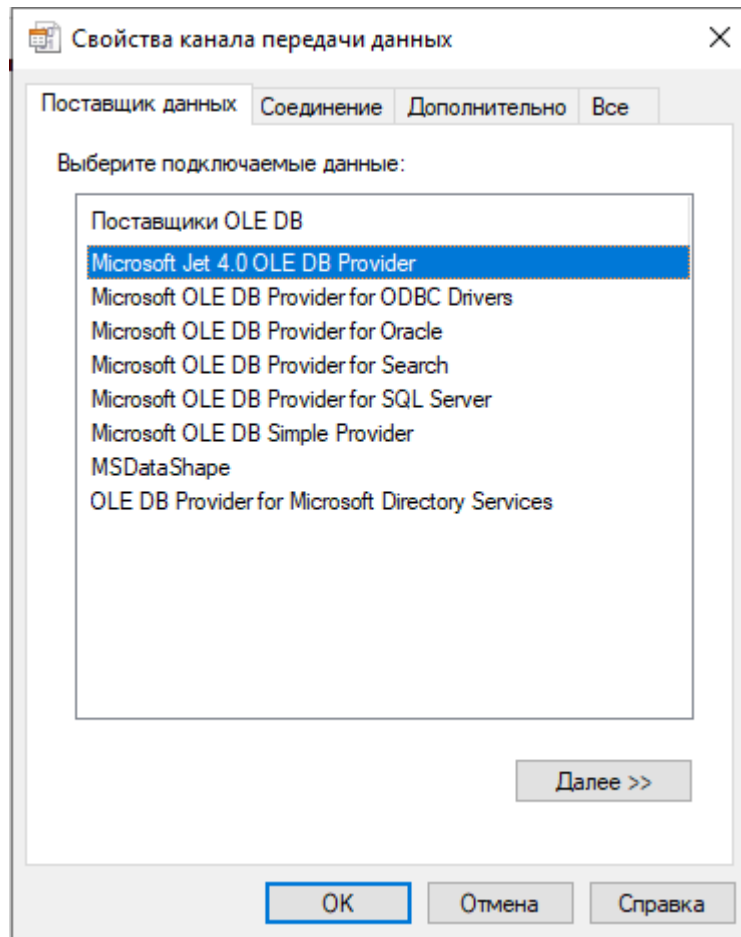 Свойства канала передачи данных
Поставщик данных Соединение Дополнительно Все
Выберите подключаемые данные:
Поставщики OLE DB
Microsoft Jet 4.0 OLE DB Provider
Microsoft OLE DB Provider for ODBC Drivers
Microsoft OLE DB Provider for Oracle
Microsoft OLE DB Provider for Search
Microsoft OLE DB Provider for SQL Server
Microsoft OLE DB Simple Provider
MSDataShape
OLE DB Provider for Microsoft Directory Services
Далее >>
OK Отмена Справка